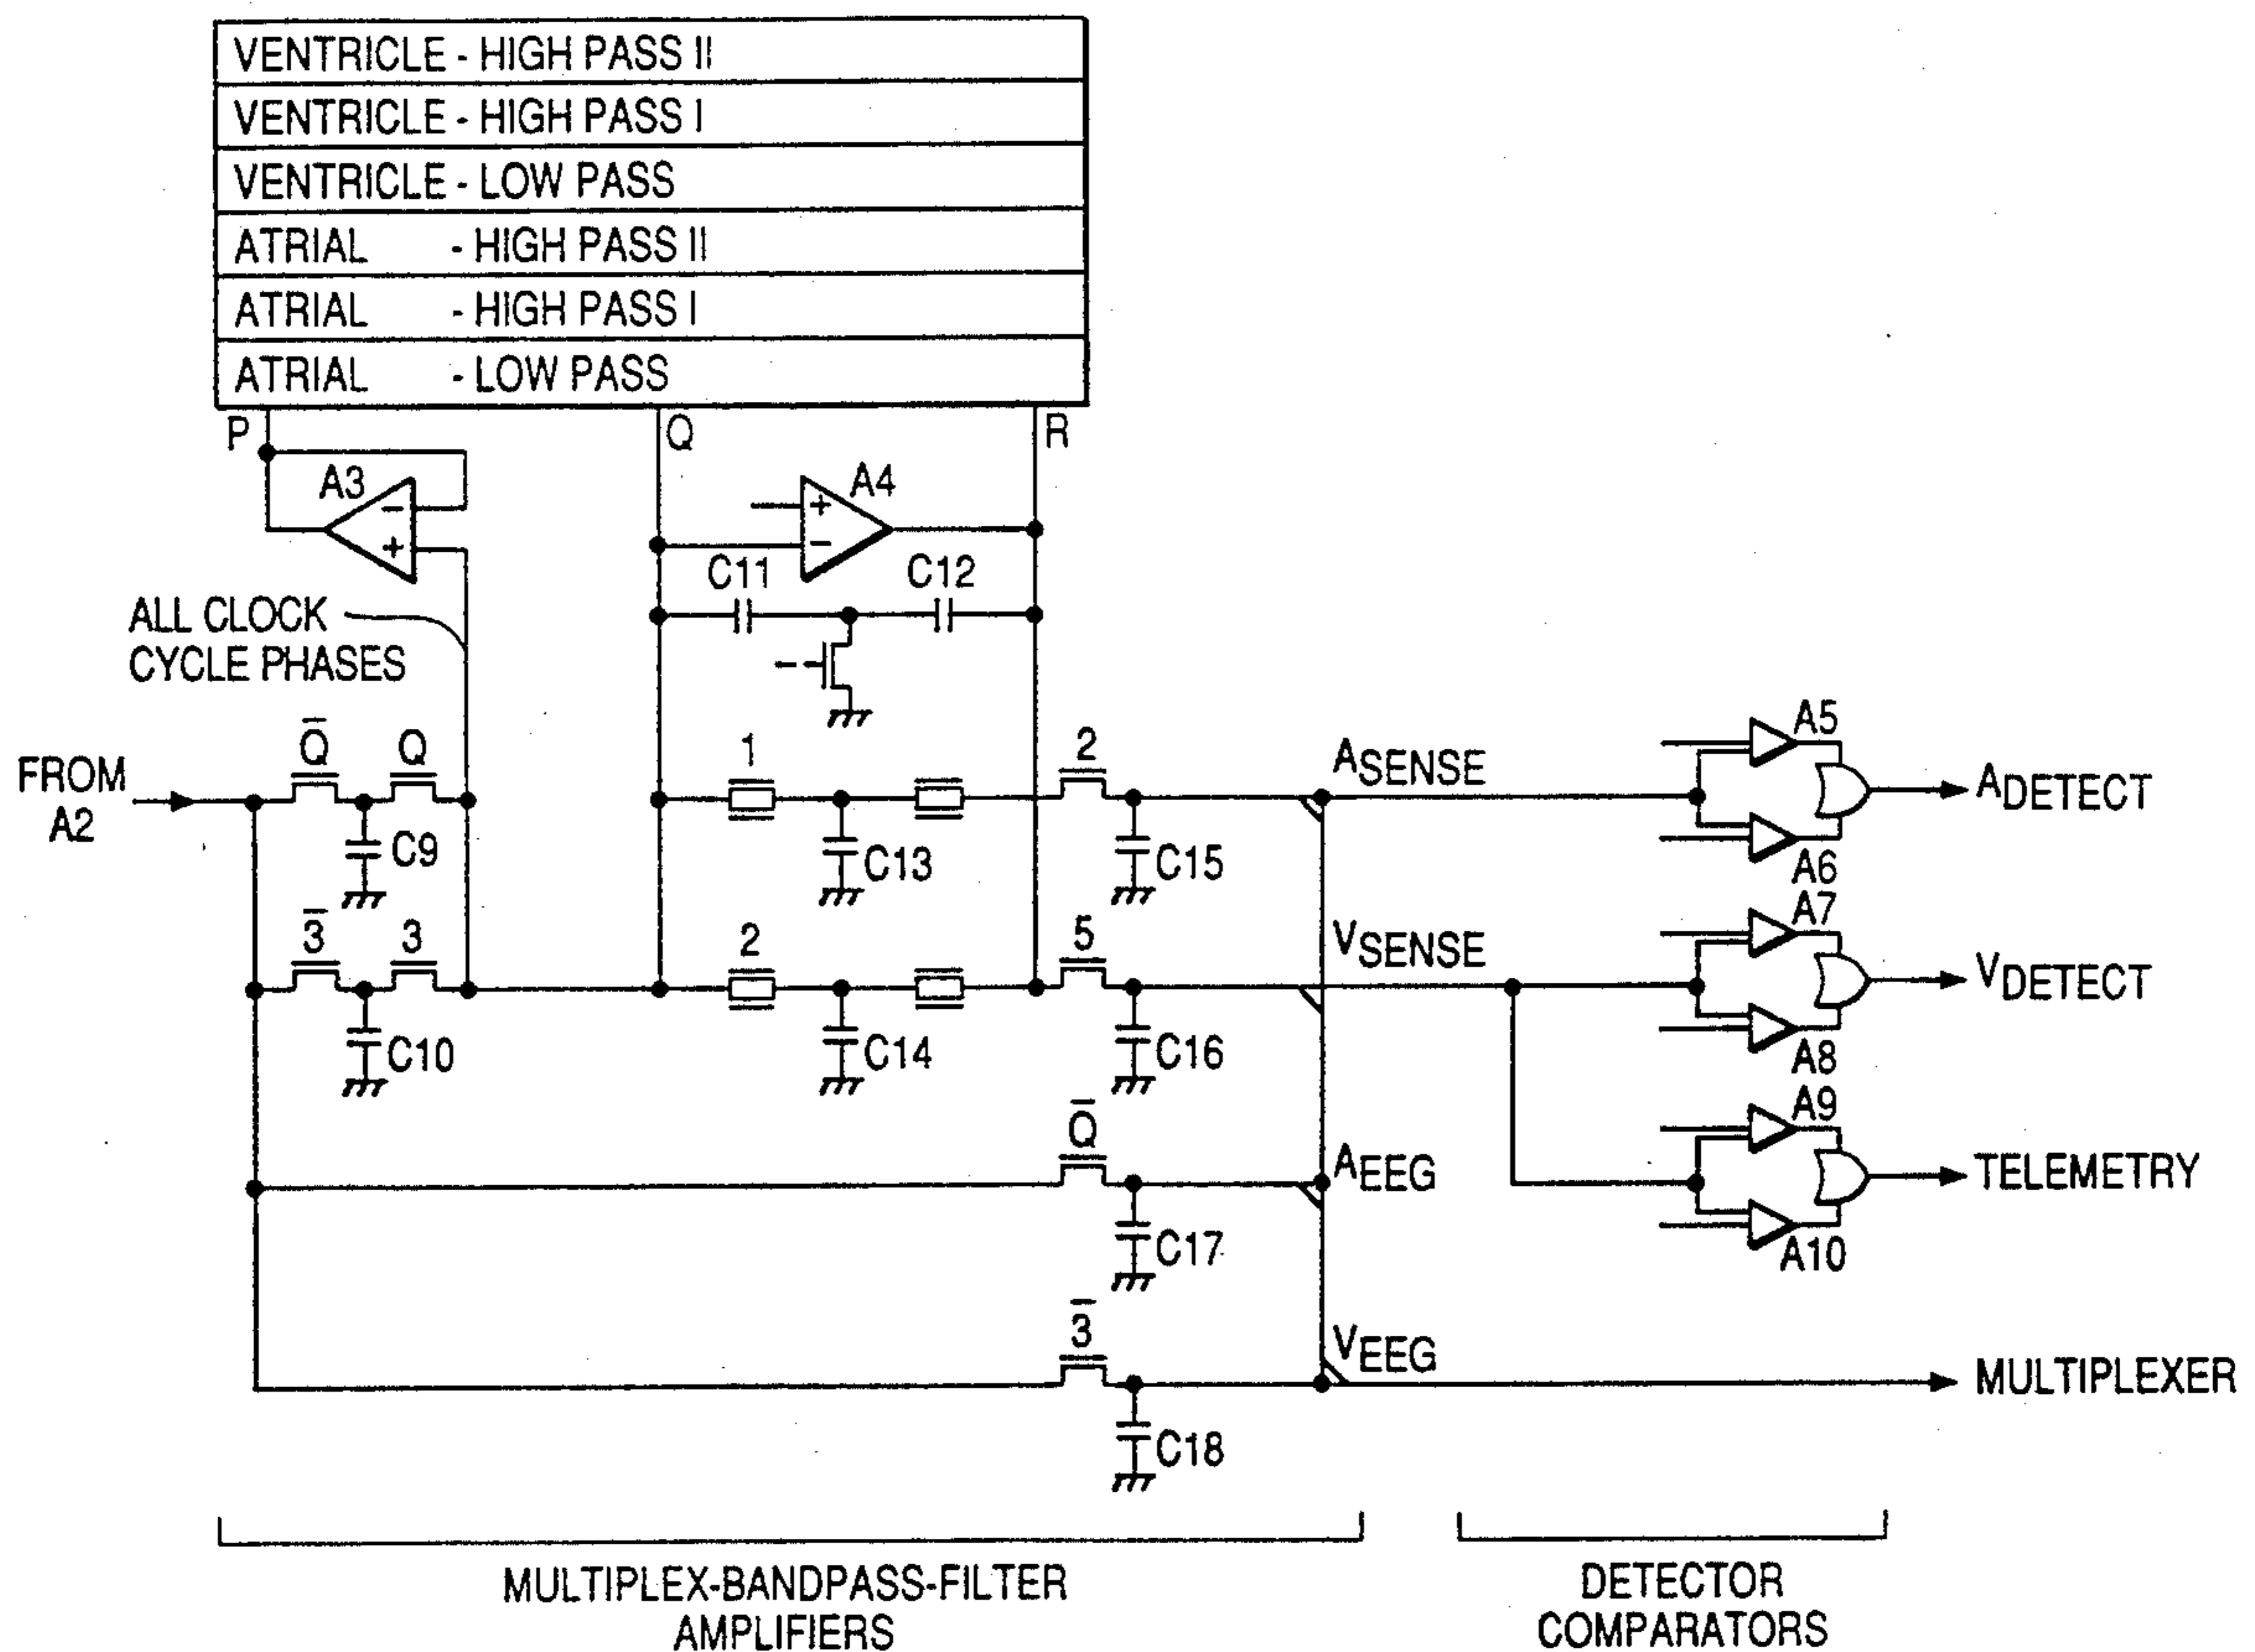 VENTRICLE - HIGH PASS II
VENTRICLE - HIGH PASS I
VENTRICLE - LOW PASS
ATRIAL - HIGH PASS II
ATRIAL - HIGH PASS I
ATRIAL - LOW PASS
P
Q
R
A3
A4
−
+
+
−
C11
C12
ALL CLOCK
CYCLE PHASES
FROM
A2
Q̅
Q
1
2
ASENSE
A5
ADETECT
C9
C13
C15
A6
3̅
3
2
5
VSENSE
A7
VDETECT
C10
C14
C16
A8
Q̅
AEEG
A9
TELEMETRY
C17
A10
3̅
VEEG
MULTIPLEXER
C18
MULTIPLEX-BANDPASS-FILTER
AMPLIFIERS
DETECTOR
COMPARATORS